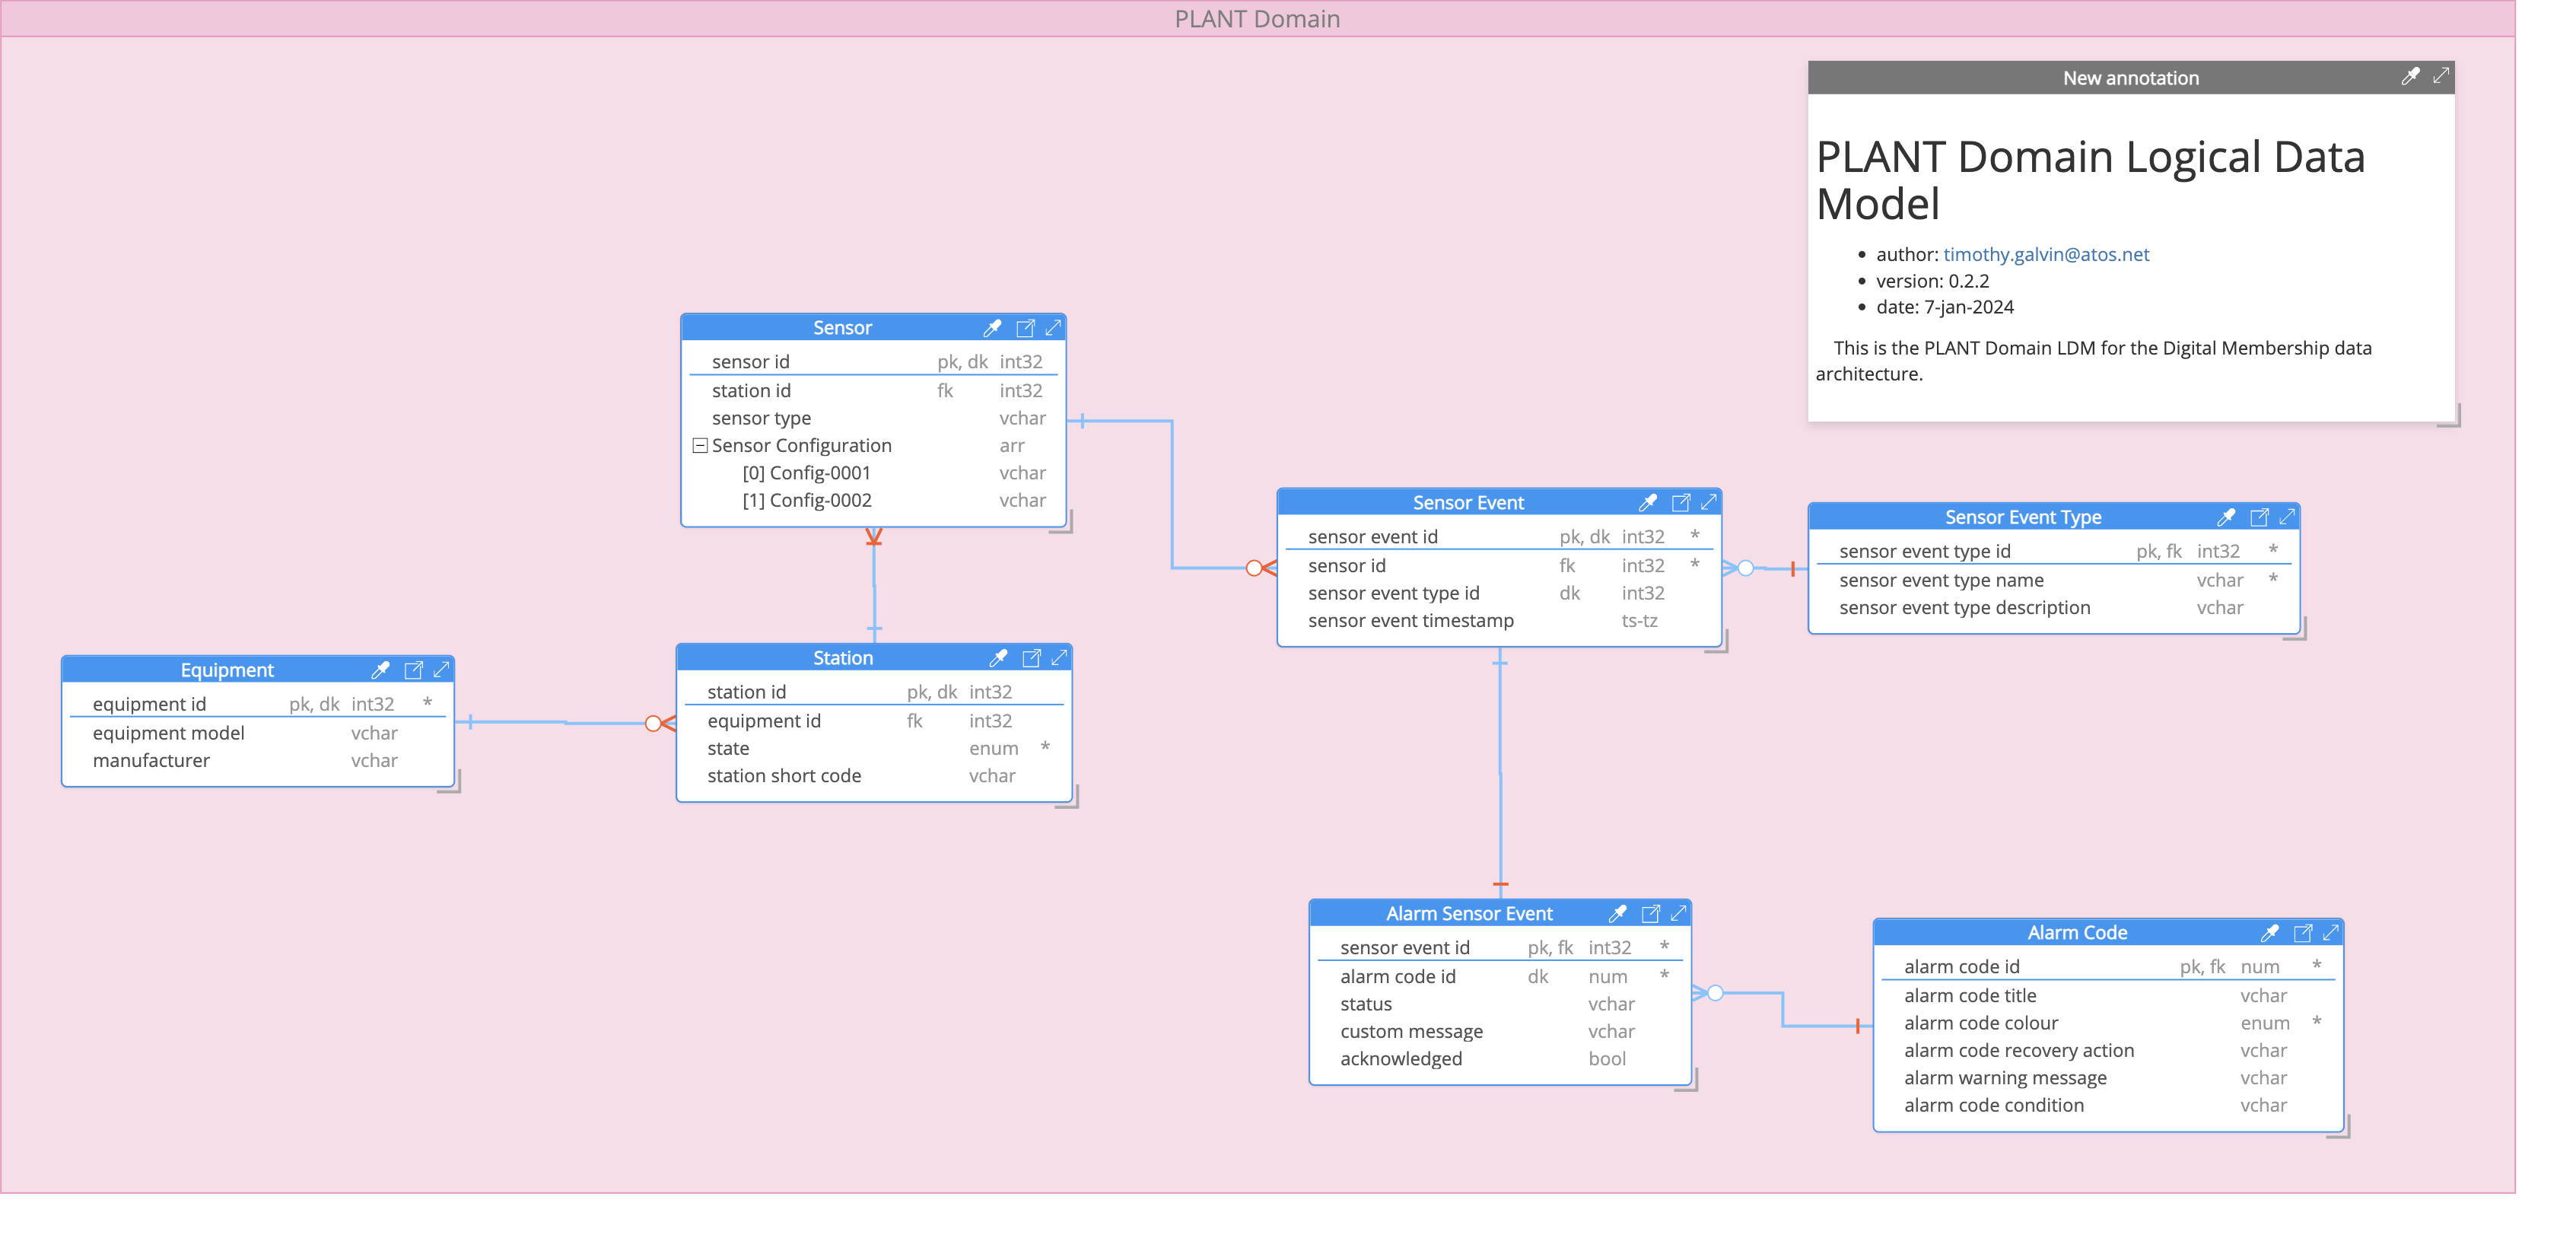 PLANT Domain
New annotation
PLANT Domain Logical Data
Model
author: timothy.galvin@atos.net
version: 0.2.2
date: 7-jan-2024
This is the PLANT Domain LDM for the Digital Membership data
architecture.
Sensor
sensor id pk, dk int32
station id fk int32
sensor type vchar
Sensor Configuration arr
[0] Config-0001 vchar
[1] Config-0002 vchar
Sensor Event
sensor event id pk, dk int32 *
sensor id fk int32 *
sensor event type id dk int32
sensor event timestamp ts-tz
Sensor Event Type
sensor event type id pk, fk int32 *
sensor event type name vchar *
sensor event type description vchar
Equipment
equipment id pk, dk int32 *
equipment model vchar
manufacturer vchar
Station
station id pk, dk int32
equipment id fk int32
state enum *
station short code vchar
Alarm Sensor Event
sensor event id pk, fk int32 *
alarm code id dk num *
status vchar
custom message vchar
acknowledged bool
Alarm Code
alarm code id pk, fk num *
alarm code title vchar
alarm code colour enum *
alarm code recovery action vchar
alarm warning message vchar
alarm code condition vchar